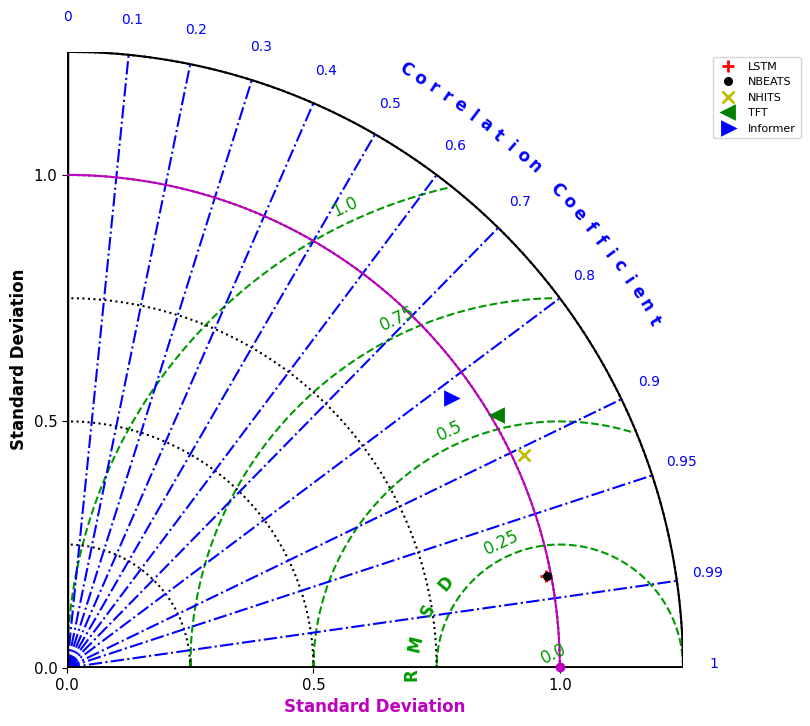 0
0.1
0.2
0.3
0.4
0.5
0.6
0.7
0.8
0.9
0.95
0.99
1
Correlation Coefficient
LSTM
NBEATS
NHITS
TFT
Informer
1.0
0.5
0.0
Standard Deviation
1.0
0.75
0.5
0.25
0.0
RMSD
0.0
0.5
1.0
Standard Deviation